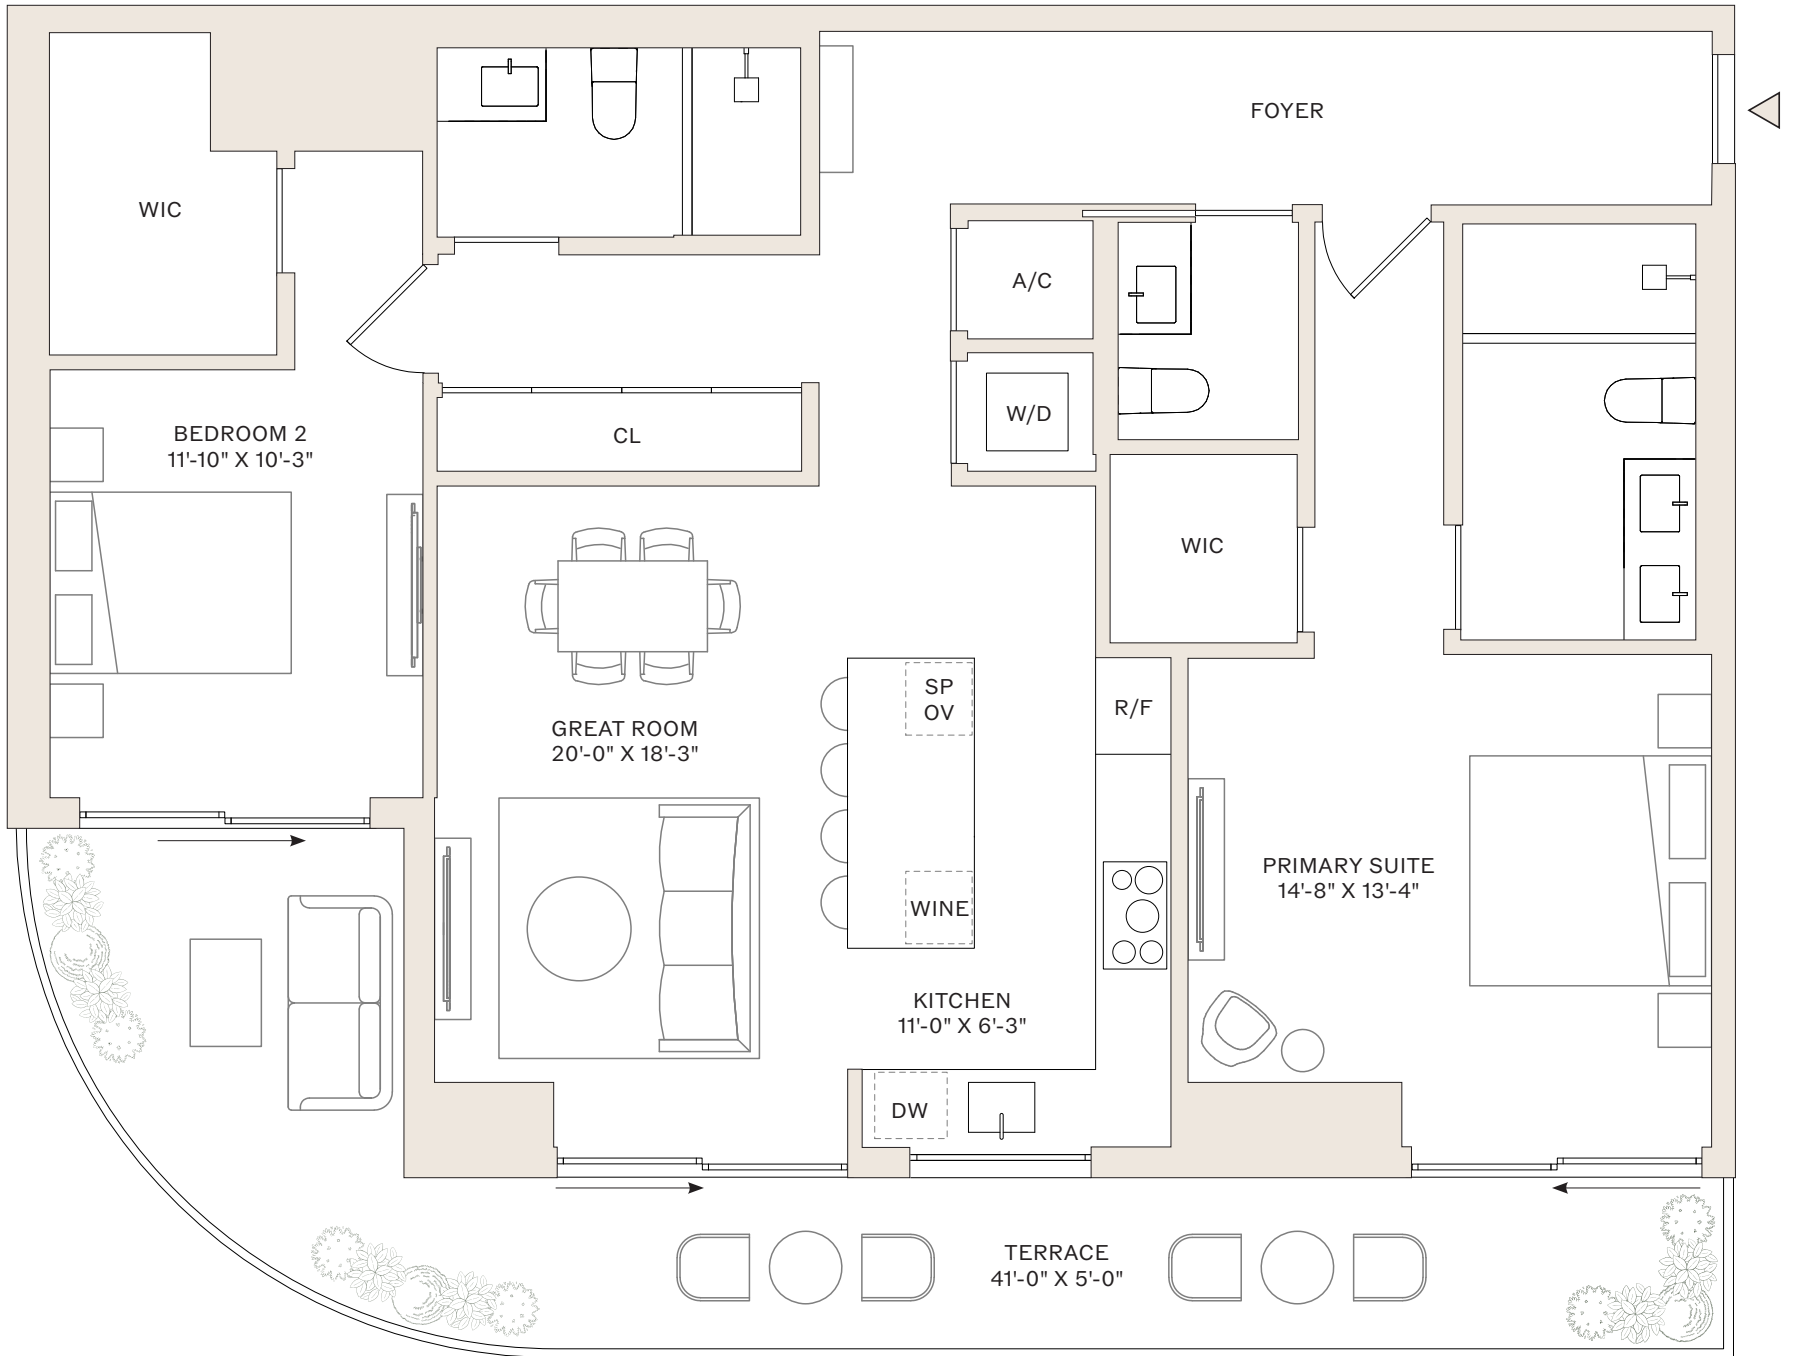 FOYER
WIC
A/C
W/D
BEDROOM 2
11'-10" X 10'-3"
CL
WIC
SP
OV
R/F
GREAT ROOM
20'-0" X 18'-3"
PRIMARY SUITE
14'-8" X 13'-4"
WINE
KITCHEN
11'-0" X 6'-3"
DW
TERRACE
41'-0" X 5'-0"